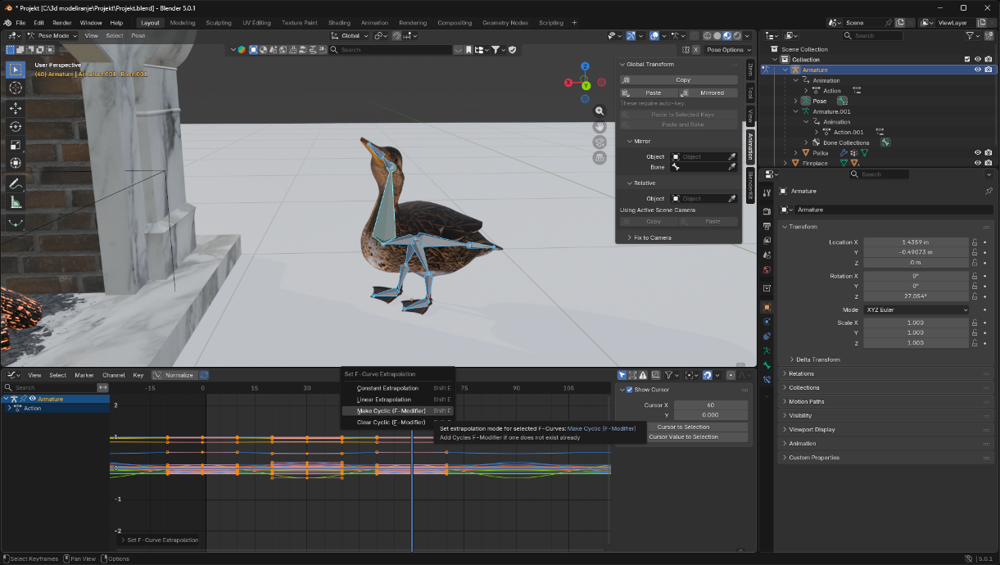 * Projekt [C:\3d modeliranje\Projekt\Projekt.blend] - Blender 5.0.1
File Edit Render Window Help Layout Modeling Sculpting UV Editing Texture Paint Shading Animation Rendering Compositing Geometry Nodes Scripting + Scene ViewLayer
Pose Mode View Select Pose Global Search
Search Pose Options
User Perspective
(60) Armature | Armature.001 : Bone.001
X Y Z
Global Transform
Copy
Paste Mirrored
These require auto-key:
Paste to Selected Keys
Paste and Bake
Mirror
Object Object
Bone
Relative
Object Object
Using Active Scene Camera
Copy Paste
Fix to Camera
Item
Tool
View
Animation
BlenderKit
Scene Collection
Collection
Armature
Animation
Action
Pose
Armature.001
Animation
Action.001
Bone Collections
Patka
Fireplace
Search
Armature
Armature
Transform
Location X 1.4359 m
Y -0.49073 m
Z 0 m
Rotation X 0°
Y 0°
Z 27.054°
Mode XYZ Euler
Scale X 1.000
Y 1.000
Z 1.000
Delta Transform
Relations
Collections
Motion Paths
Visibility
Viewport Display
Animation
Custom Properties
View Select Marker Channel Key Normalize
Search
Armature
Action
-15 0 15 30 75 90 105
2
1
0
-1
-2
Set F-Curve Extrapolation
Constant Extrapolation Shift E
Linear Extrapolation Shift E
Make Cyclic (F-Modifier) Shift E
Clear Cyclic (F-Modifier) Shift E
Set extrapolation mode for selected F-Curves: Make Cyclic (F-Modifier)
Add Cycles F-Modifier if one does not exist already
Show Cursor
Cursor X 60
Y 0.000
Cursor to Selection
Cursor Value to Selection
Set F-Curve Extrapolation
Select Keyframes Pan View Options 5.0.1